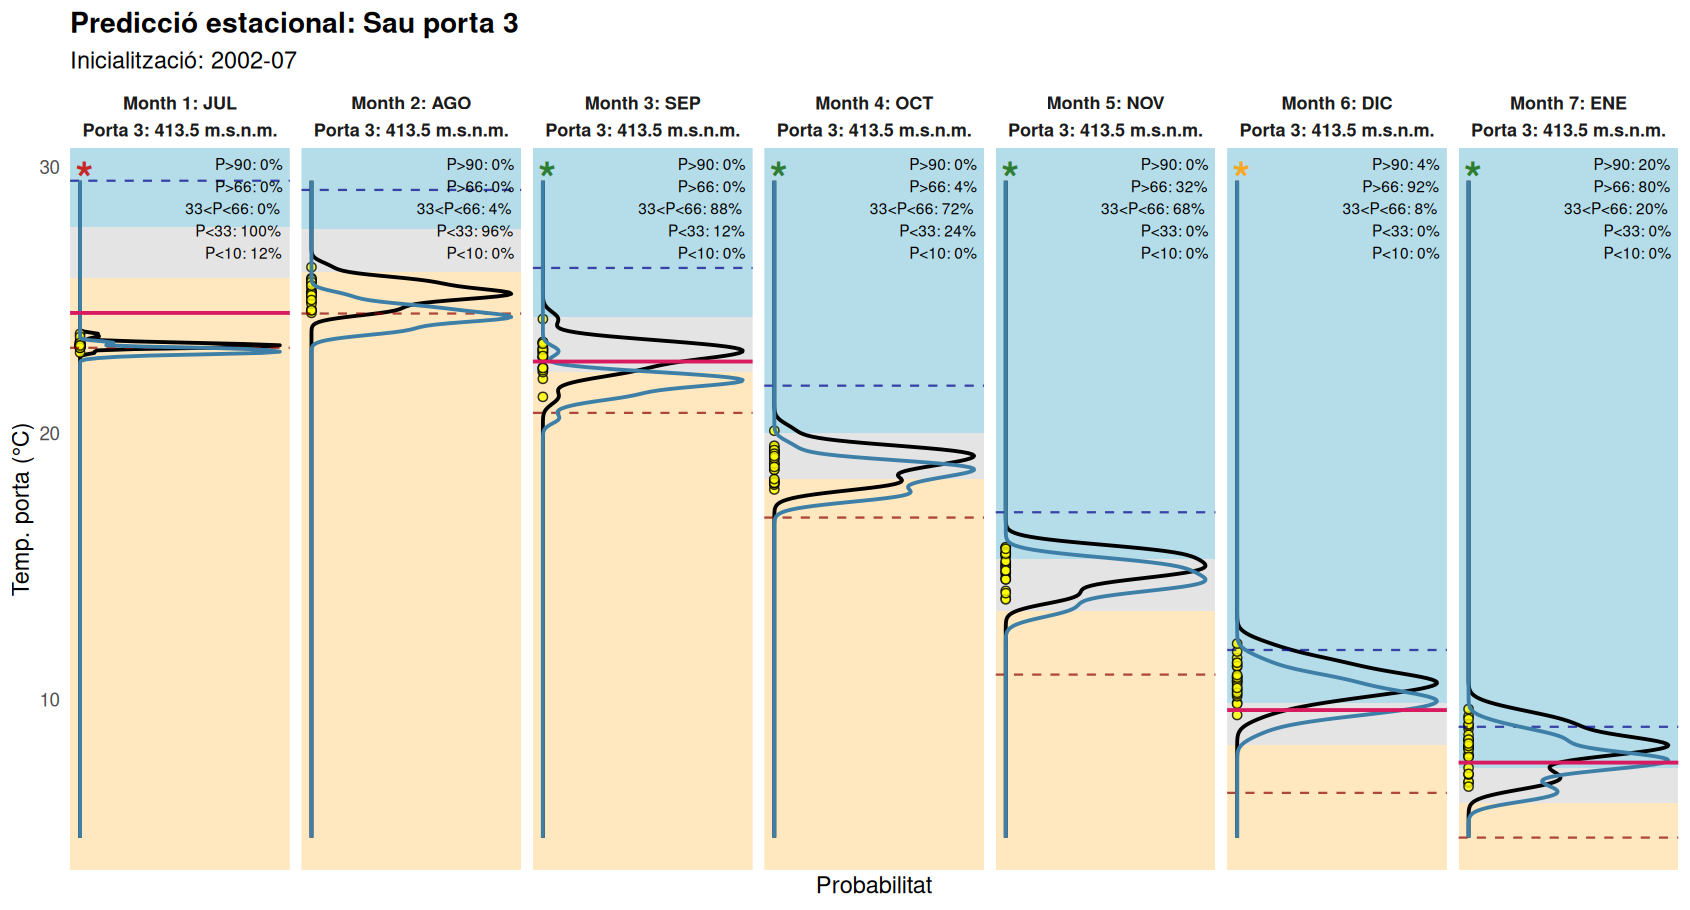 Predicció estacional: Sau porta 3
Inicialització: 2002-07
Month 1: JUL
Porta 3: 413.5 m.s.n.m.
Month 2: AGO
Porta 3: 413.5 m.s.n.m.
Month 3: SEP
Porta 3: 413.5 m.s.n.m.
Month 4: OCT
Porta 3: 413.5 m.s.n.m.
Month 5: NOV
Porta 3: 413.5 m.s.n.m.
Month 6: DIC
Porta 3: 413.5 m.s.n.m.
Month 7: ENE
Porta 3: 413.5 m.s.n.m.
Temp. porta (°C)
30
20
10
*
P>90: 0%
P>66: 0%
33<P<66: 0%
P<33: 100%
P<10: 12%
P>90: 0%
P>66: 0%
33<P<66: 4%
P<33: 96%
P<10: 0%
*
P>90: 0%
P>66: 0%
33<P<66: 88%
P<33: 12%
P<10: 0%
*
P>90: 0%
P>66: 4%
33<P<66: 72%
P<33: 24%
P<10: 0%
*
P>90: 0%
P>66: 32%
33<P<66: 68%
P<33: 0%
P<10: 0%
*
P>90: 4%
P>66: 92%
33<P<66: 8%
P<33: 0%
P<10: 0%
*
P>90: 20%
P>66: 80%
33<P<66: 20%
P<33: 0%
P<10: 0%
Probabilitat